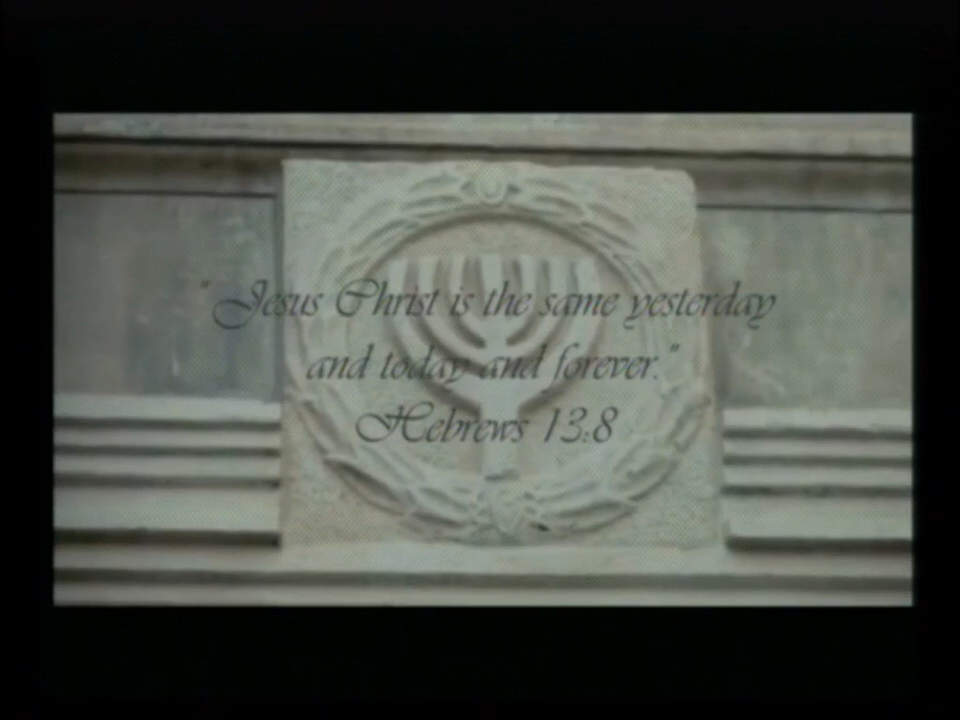 " Jesus Christ is the same yesterday
and today and forever."
Hebrews 13:8